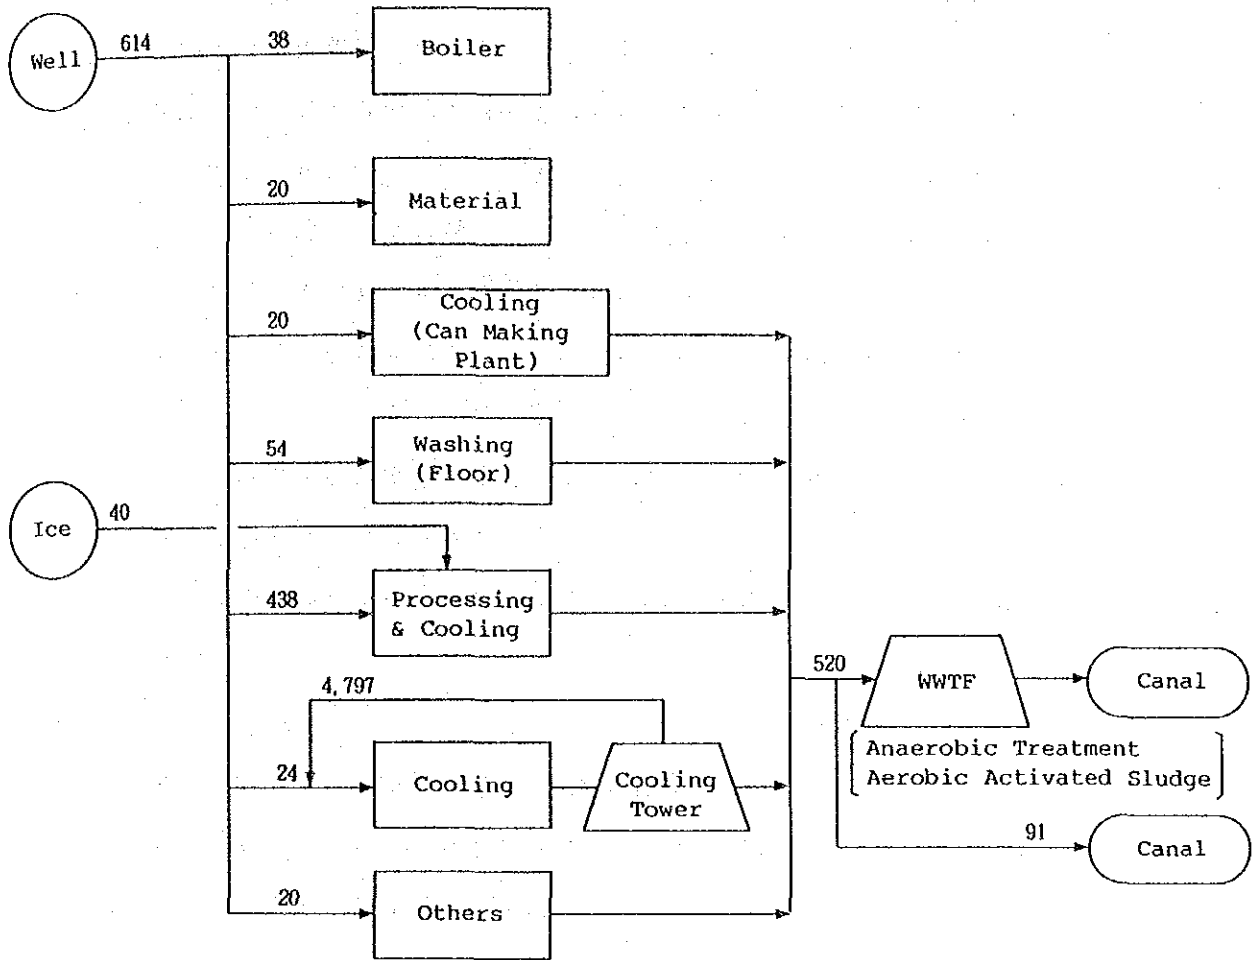 Well
614
38
Boiler
20
Material
20
Cooling
(Can Making
Plant)
54
Washing
(Floor)
Ice
40
438
Processing
& Cooling
4,797
24
Cooling
Cooling
Tower
20
Others
520
WWTF
Canal
Anaerobic Treatment
Aerobic Activated Sludge
91
Canal